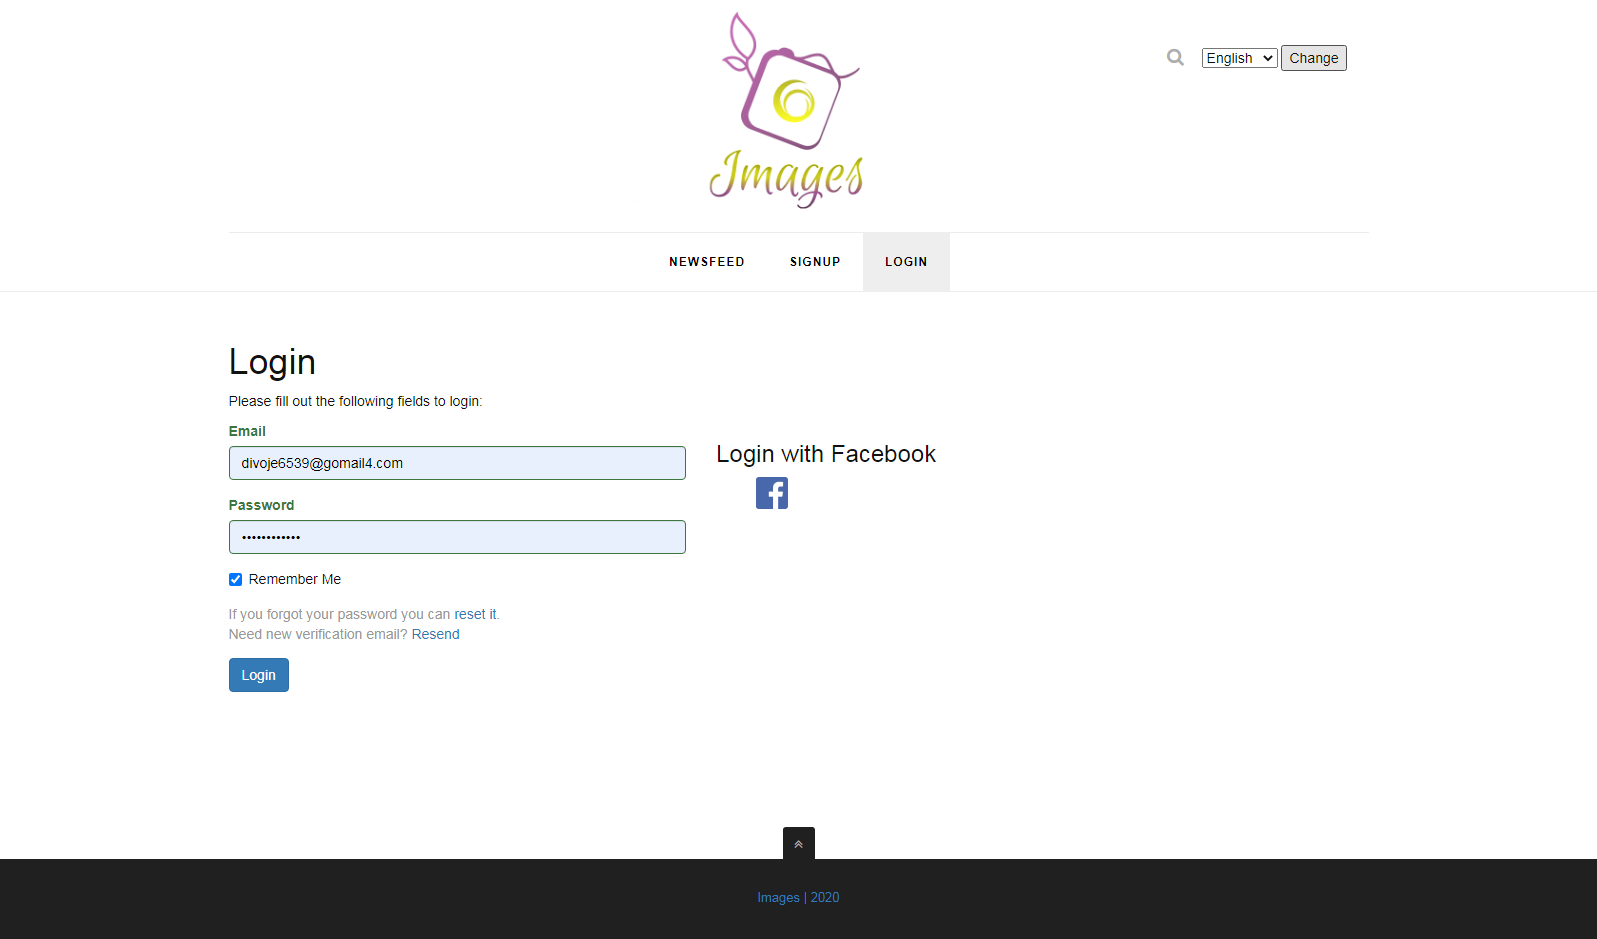 Images
English
Change
NEWSFEED
SIGNUP
LOGIN
Login
Please fill out the following fields to login:
Email
divoje6539@gomail4.com
Password
••••••••••••
Remember Me
If you forgot your password you can reset it.
Need new verification email? Resend
Login
Login with Facebook
Images | 2020